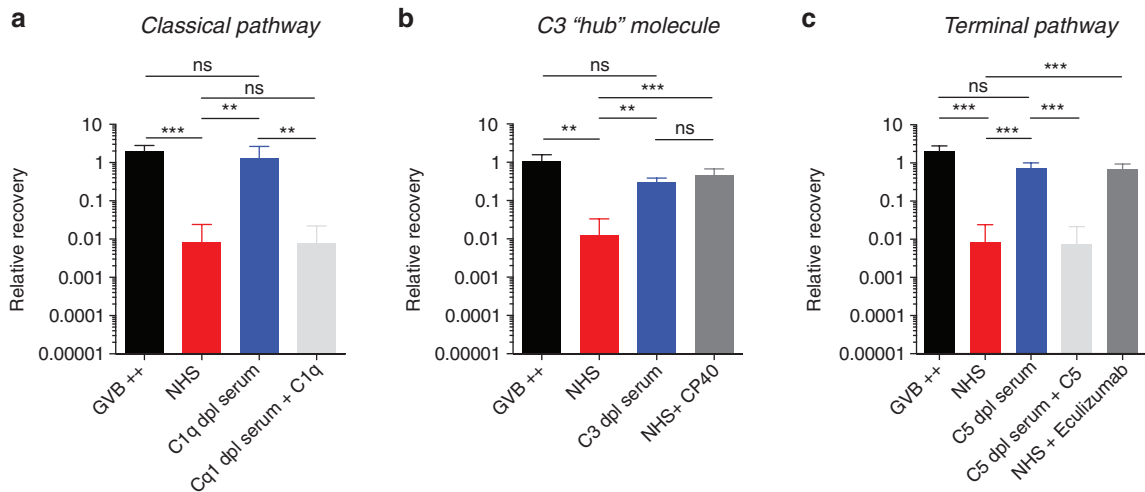 a
Classical pathway
ns
ns
**
***
**
10
1
0.1
0.01
0.001
0.0001
0.00001
Relative recovery
GVB ++
NHS
C1q dpl serum
Cq1 dpl serum + C1q
b
C3 “hub” molecule
ns
***
**
**
ns
10
1
0.1
0.01
0.001
0.0001
0.00001
Relative recovery
GVB ++
NHS
C3 dpl serum
NHS+ CP40
c
Terminal pathway
***
ns
***
***
***
10
1
0.1
0.01
0.001
0.0001
0.00001
Relative recovery
GVB ++
NHS
C5 dpl serum
C5 dpl serum + C5
NHS + Eculizumab